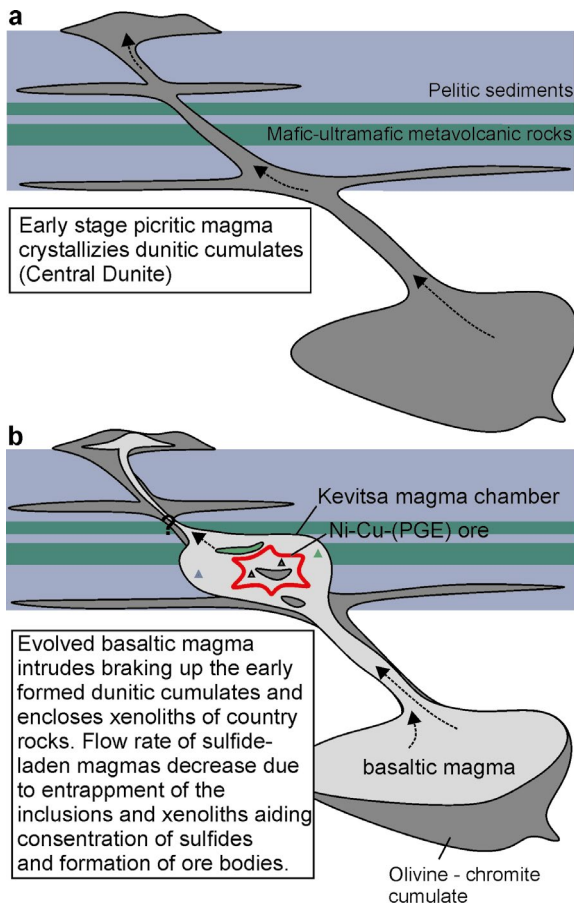 a
Pelitic sediments
Mafic-ultramafic metavolcanic rocks
Early stage picritic magma
crystallizies dunitic cumulates
(Central Dunite)
b
Kevitsa magma chamber
Ni-Cu-(PGE) ore
?
Evolved basaltic magma
intrudes braking up the early
formed dunitic cumulates and
encloses xenoliths of country
rocks. Flow rate of sulfide-
laden magmas decrease due
to entrappment of the
inclusions and xenoliths aiding
consentration of sulfides
and formation of ore bodies.
basaltic magma
Olivine - chromite
cumulate